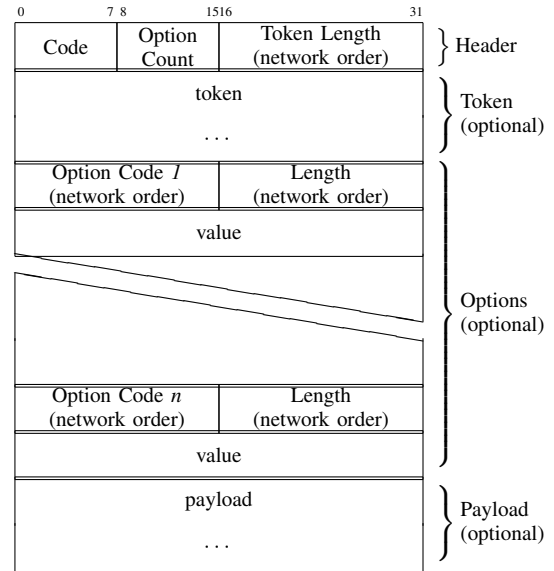 0 7 8 1516 31
Code
Option
Count
Token Length
(network order)
Header
token
. . .
Token
(optional)
Option Code 1
(network order)
Length
(network order)
value
Options
(optional)
Option Code n
(network order)
Length
(network order)
value
payload
. . .
Payload
(optional)